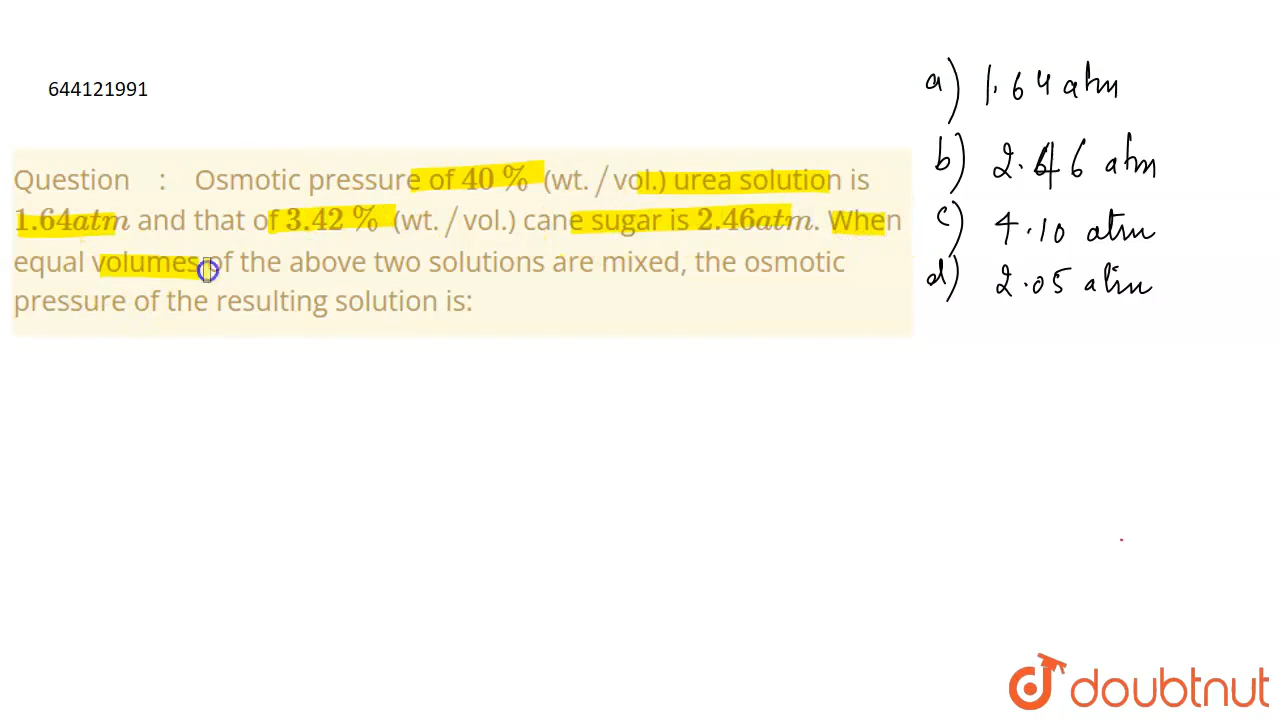 644121991
Question : Osmotic pressure of 40 % (wt. / vol.) urea solution is
1.64atm and that of 3.42 % (wt. / vol.) cane sugar is 2.46atm. When
equal volumes of the above two solutions are mixed, the osmotic
pressure of the resulting solution is:
a) 1.64 atm
b) 2.46 atm
c) 4.10 atm
d) 2.05 atm
doubtnut